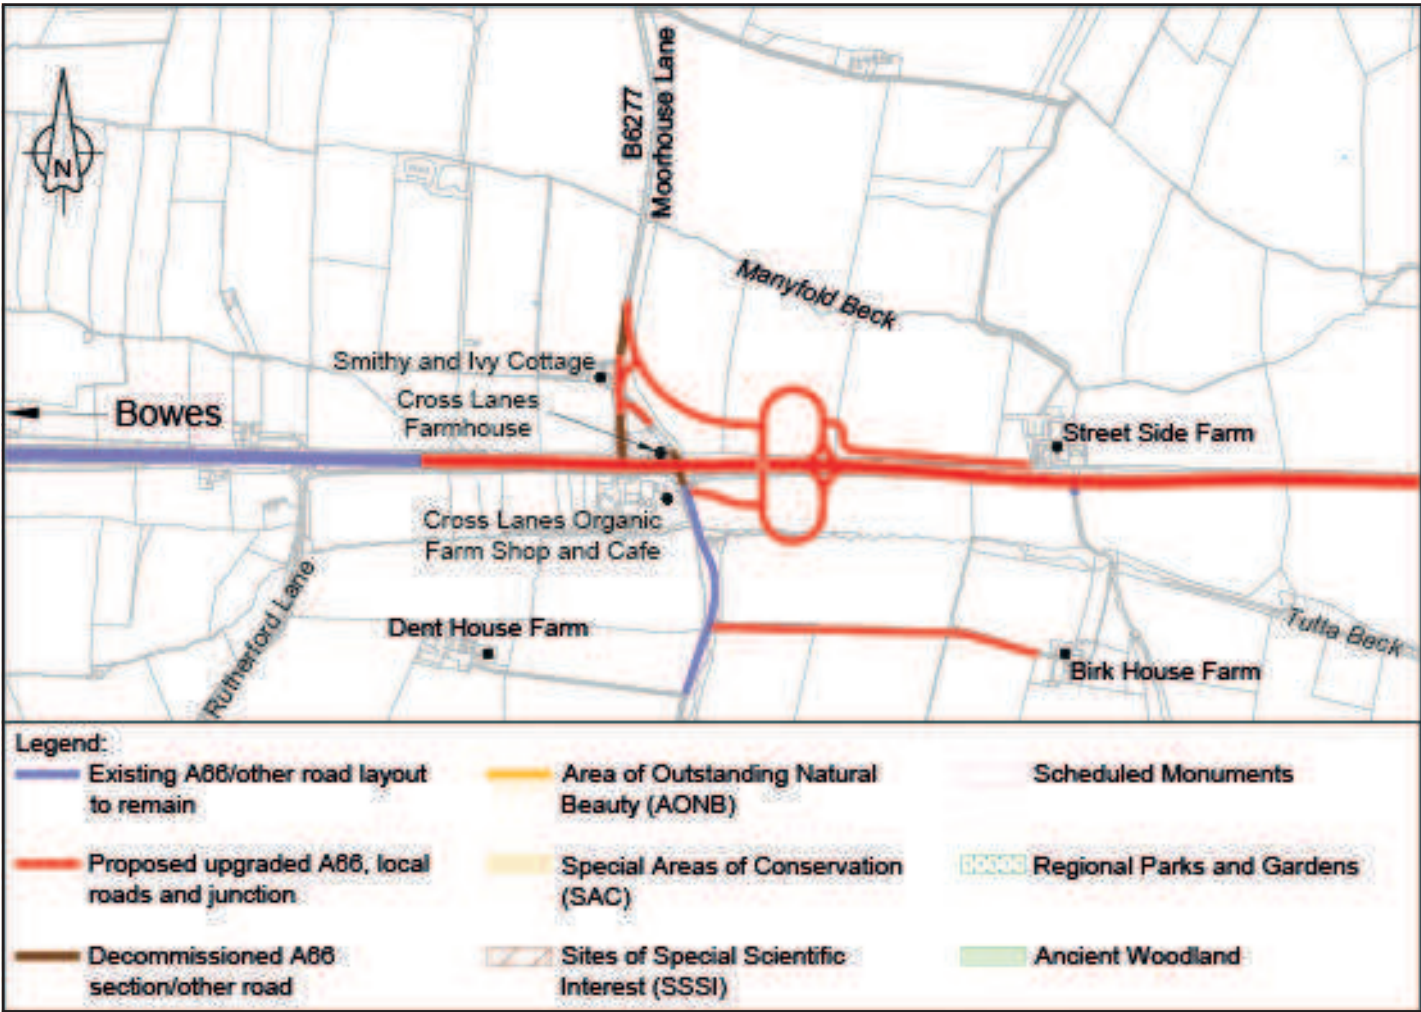 B6277
Moorhouse Lane
N
Manyfold Beck
Smithy and Ivy Cottage
Cross Lanes
Farmhouse
Bowes
Street Side Farm
Cross Lanes Organic
Farm Shop and Cafe
Rutherford Lane
Dent House Farm
Tutta Beck
Birk House Farm
Legend:
Existing A66/other road layout
to remain
Proposed upgraded A66, local
roads and junction
Decommissioned A66
section/other road
Area of Outstanding Natural
Beauty (AONB)
Special Areas of Conservation
(SAC)
Sites of Special Scientific
Interest (SSSI)
Scheduled Monuments
Regional Parks and Gardens
Ancient Woodland